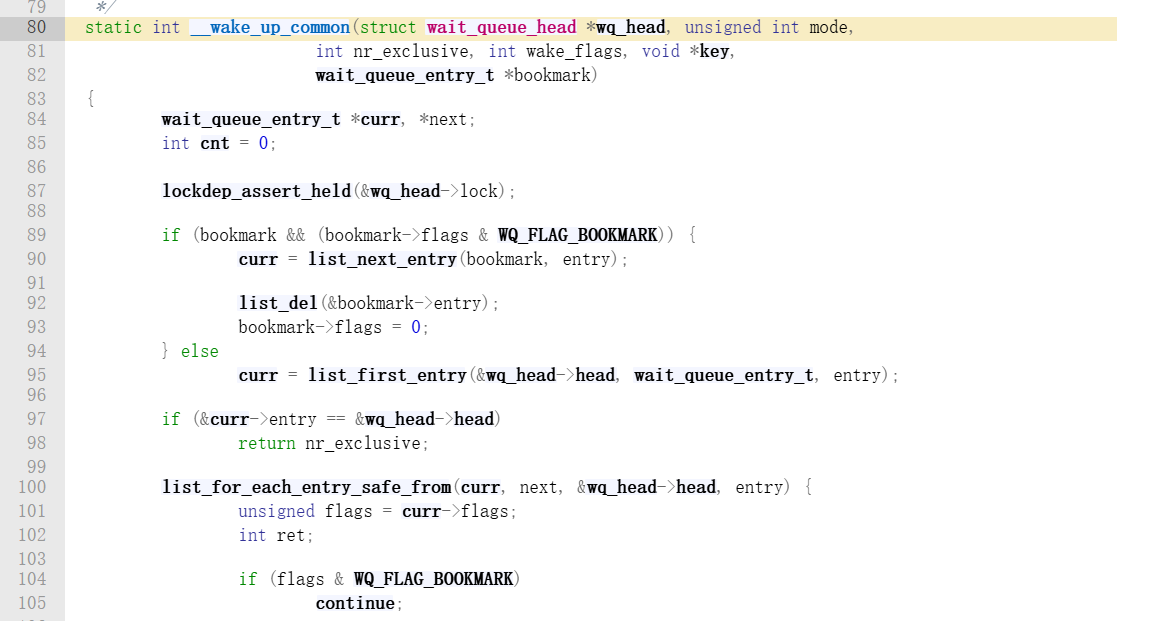 79 */
80 static int __wake_up_common(struct wait_queue_head *wq_head, unsigned int mode,
81 int nr_exclusive, int wake_flags, void *key,
82 wait_queue_entry_t *bookmark)
83 {
84 wait_queue_entry_t *curr, *next;
85 int cnt = 0;
86
87 lockdep_assert_held(&wq_head->lock);
88
89 if (bookmark && (bookmark->flags & WQ_FLAG_BOOKMARK)) {
90 curr = list_next_entry(bookmark, entry);
91
92 list_del(&bookmark->entry);
93 bookmark->flags = 0;
94 } else
95 curr = list_first_entry(&wq_head->head, wait_queue_entry_t, entry);
96
97 if (&curr->entry == &wq_head->head)
98 return nr_exclusive;
99
100 list_for_each_entry_safe_from(curr, next, &wq_head->head, entry) {
101 unsigned flags = curr->flags;
102 int ret;
103
104 if (flags & WQ_FLAG_BOOKMARK)
105 continue;